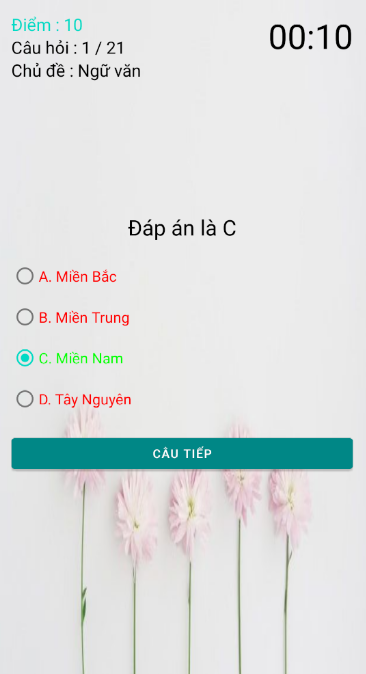 Điểm : 10
00:10
Câu hỏi : 1 / 21
Chủ đề : Ngữ văn
Đáp án là C
A. Miền Bắc
B. Miền Trung
C. Miền Nam
D. Tây Nguyên
CÂU TIẾP